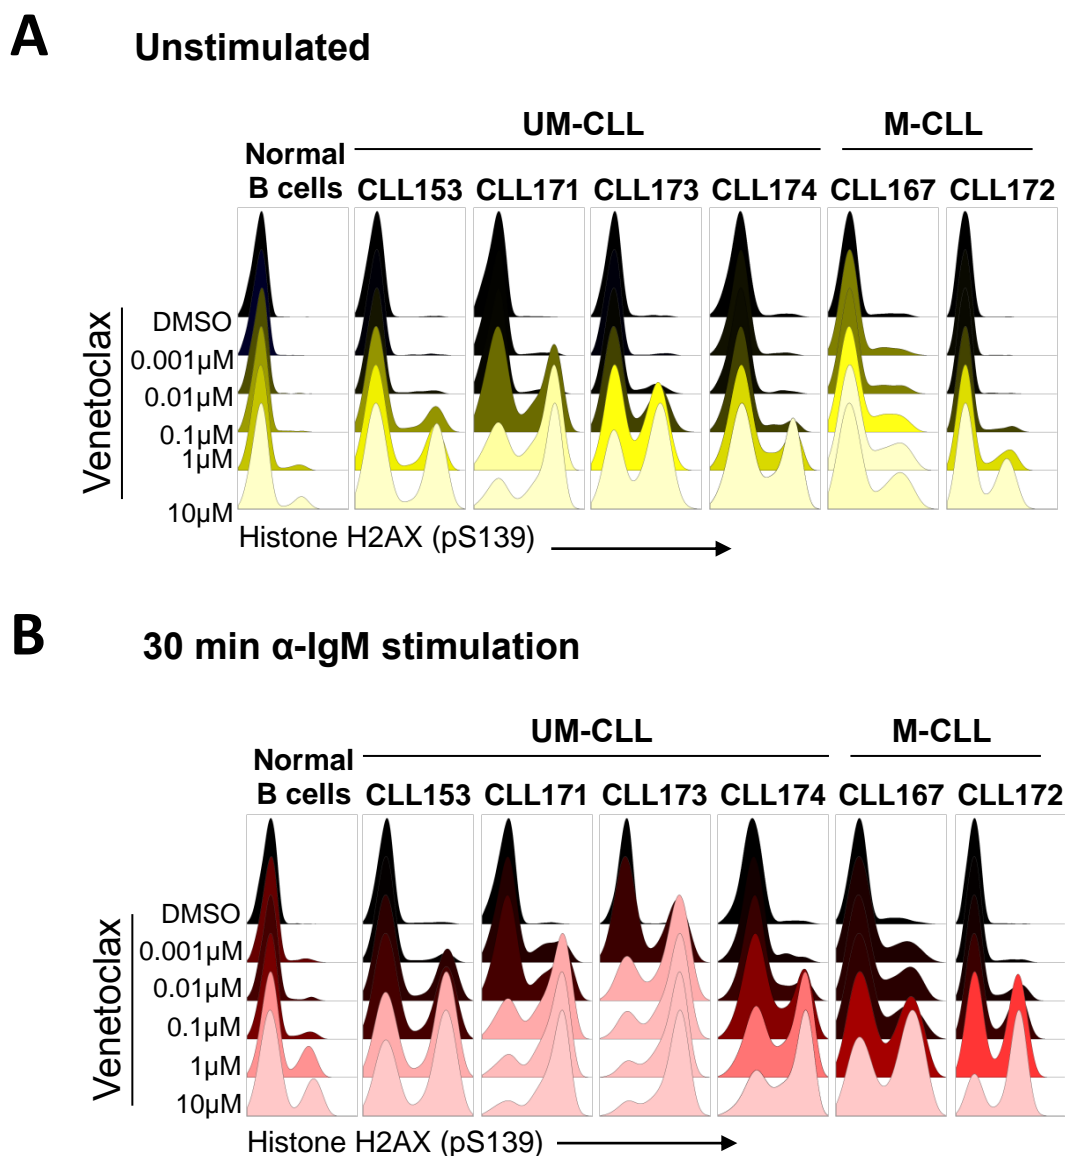 A
Unstimulated
UM-CLL
M-CLL
Normal
B cells
CLL153
CLL171
CLL173
CLL174
CLL167
CLL172
Venetoclax
DMSO
0.001µM
0.01µM
0.1µM
1µM
10µM
Histone H2AX (pS139)
B
30 min α-IgM stimulation
UM-CLL
M-CLL
Normal
B cells
CLL153
CLL171
CLL173
CLL174
CLL167
CLL172
Venetoclax
DMSO
0.001µM
0.01µM
0.1µM
1µM
10µM
Histone H2AX (pS139)